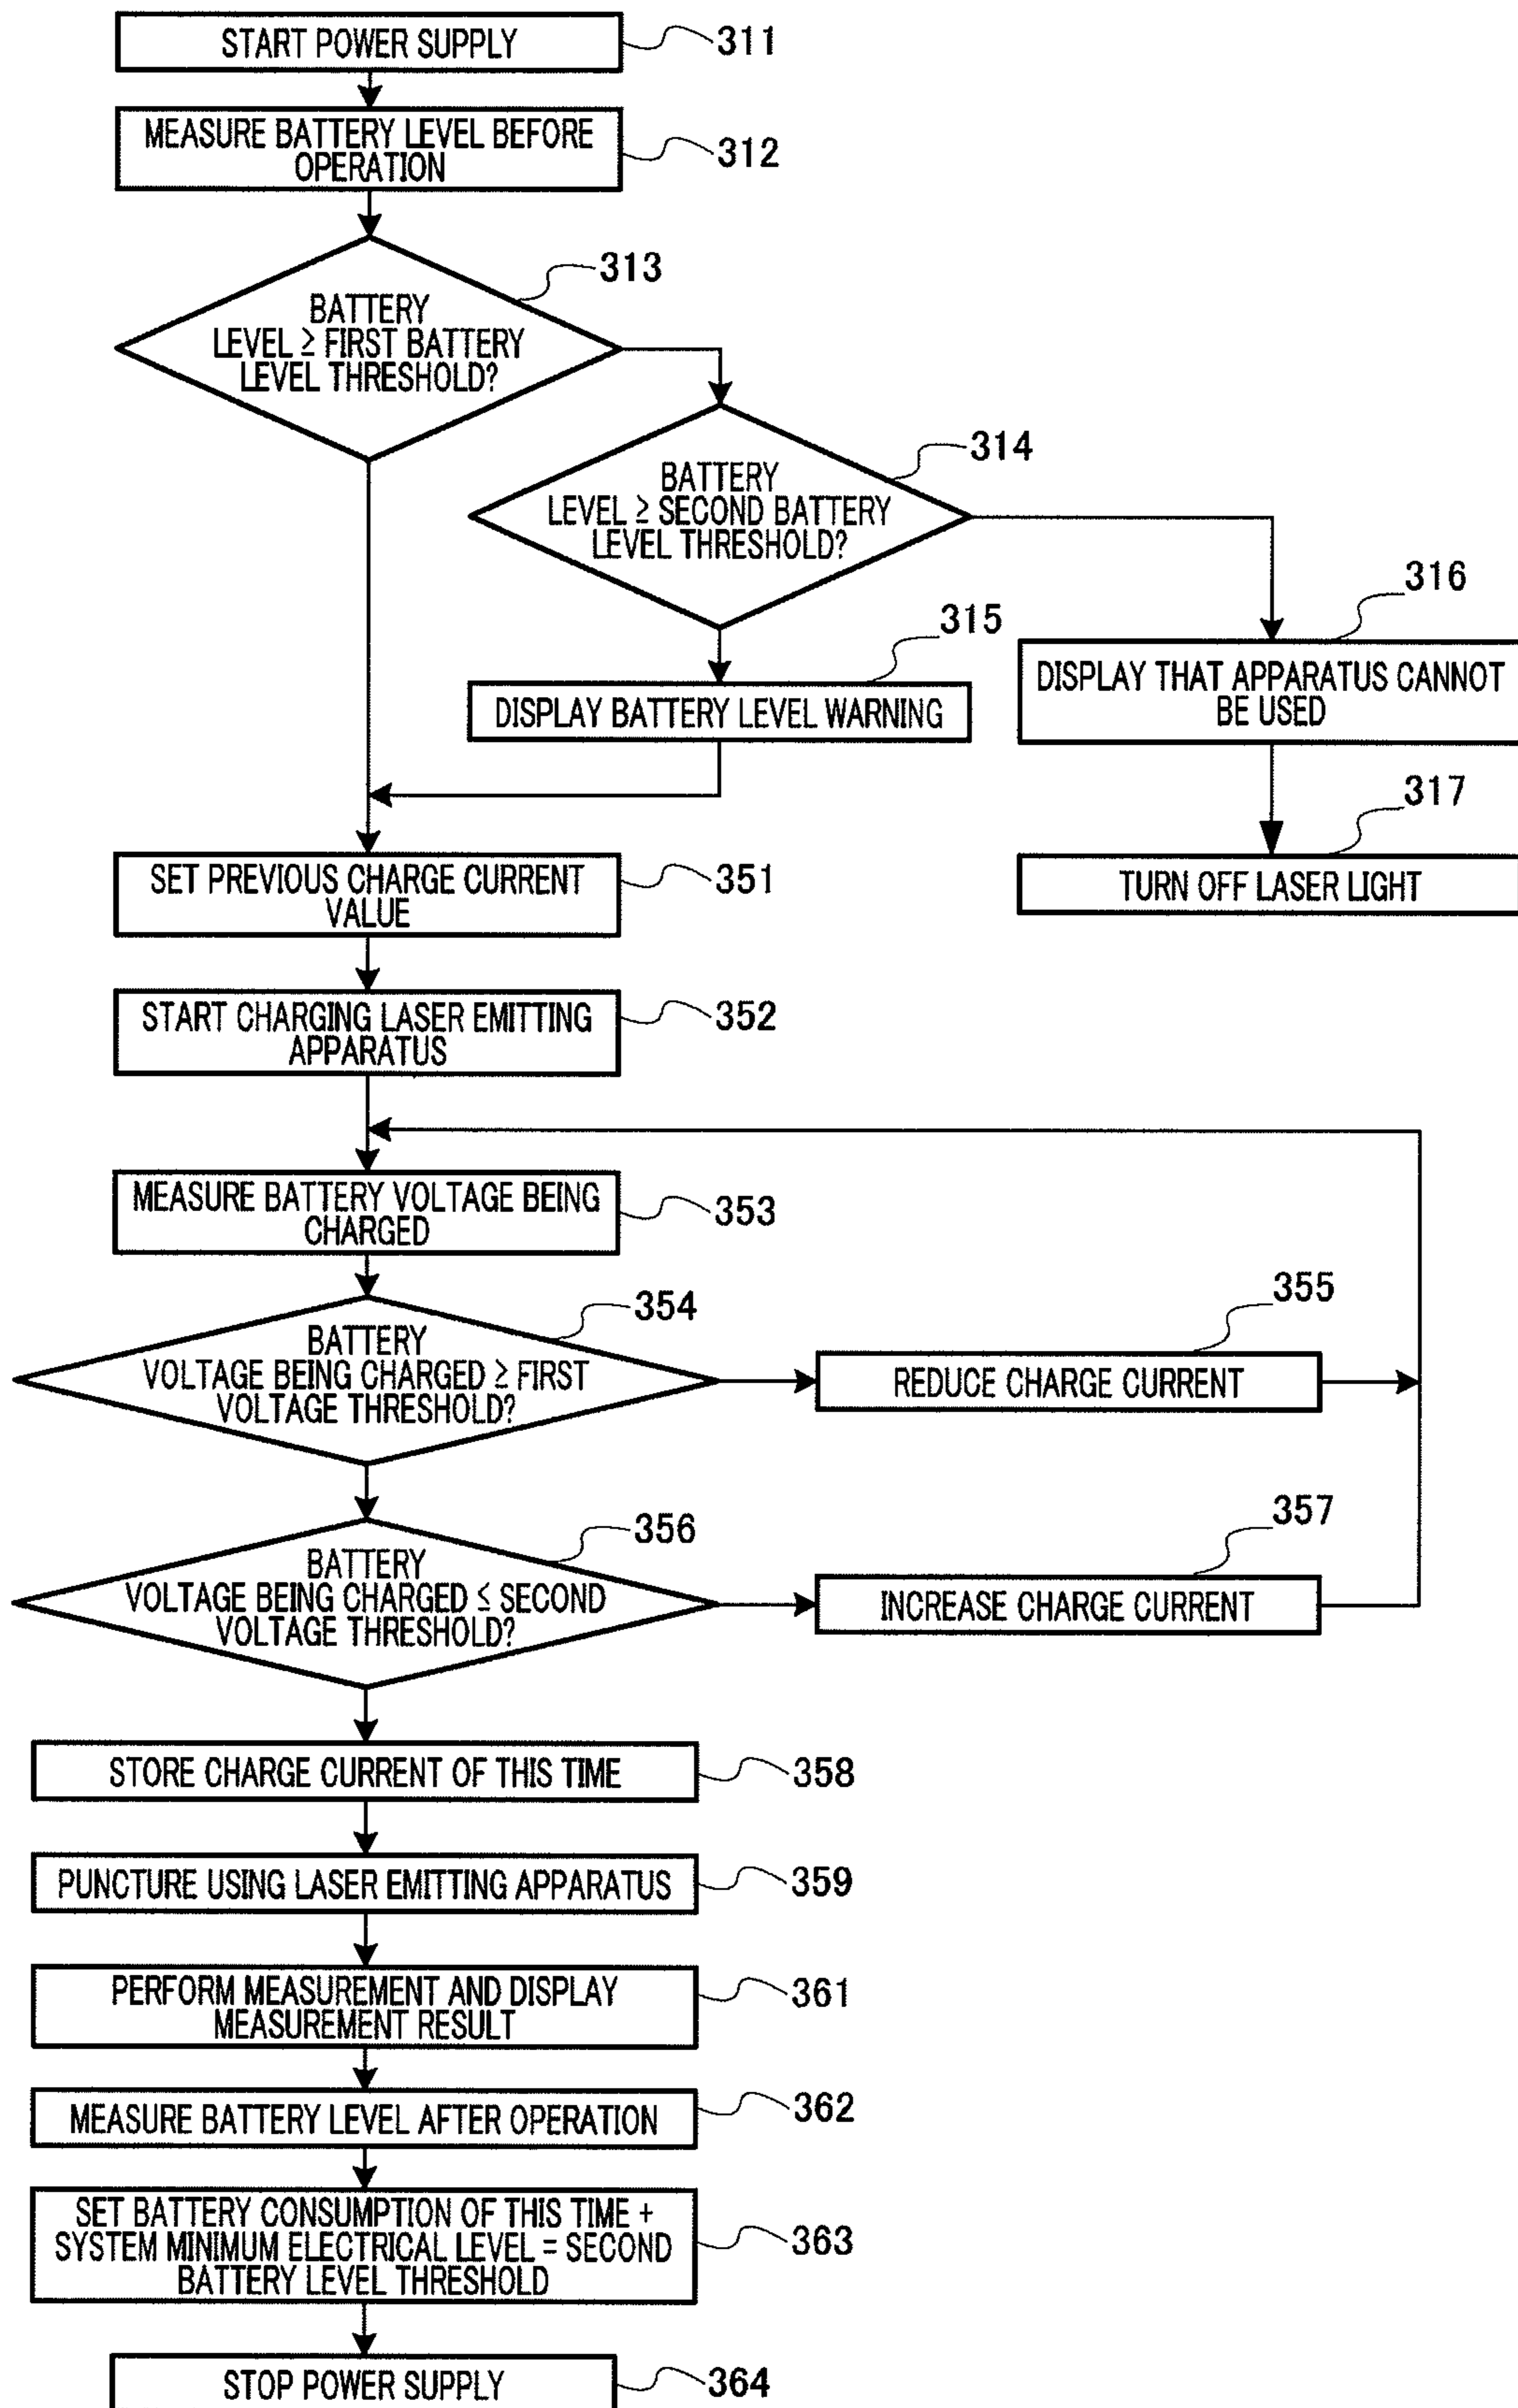 START POWER SUPPLY
311
MEASURE BATTERY LEVEL BEFORE
OPERATION
312
313
BATTERY
LEVEL ≥ FIRST BATTERY
LEVEL THRESHOLD?
314
BATTERY
LEVEL ≥ SECOND BATTERY
LEVEL THRESHOLD?
315
DISPLAY BATTERY LEVEL WARNING
316
DISPLAY THAT APPARATUS CANNOT
BE USED
317
TURN OFF LASER LIGHT
SET PREVIOUS CHARGE CURRENT
VALUE
351
START CHARGING LASER EMITTING
APPARATUS
352
MEASURE BATTERY VOLTAGE BEING
CHARGED
353
354
BATTERY
VOLTAGE BEING CHARGED ≥ FIRST
VOLTAGE THRESHOLD?
355
REDUCE CHARGE CURRENT
356
BATTERY
VOLTAGE BEING CHARGED ≤ SECOND
VOLTAGE THRESHOLD?
357
INCREASE CHARGE CURRENT
STORE CHARGE CURRENT OF THIS TIME
358
PUNCTURE USING LASER EMITTING APPARATUS
359
PERFORM MEASUREMENT AND DISPLAY
MEASUREMENT RESULT
361
MEASURE BATTERY LEVEL AFTER OPERATION
362
SET BATTERY CONSUMPTION OF THIS TIME +
SYSTEM MINIMUM ELECTRICAL LEVEL = SECOND
BATTERY LEVEL THRESHOLD
363
STOP POWER SUPPLY
364